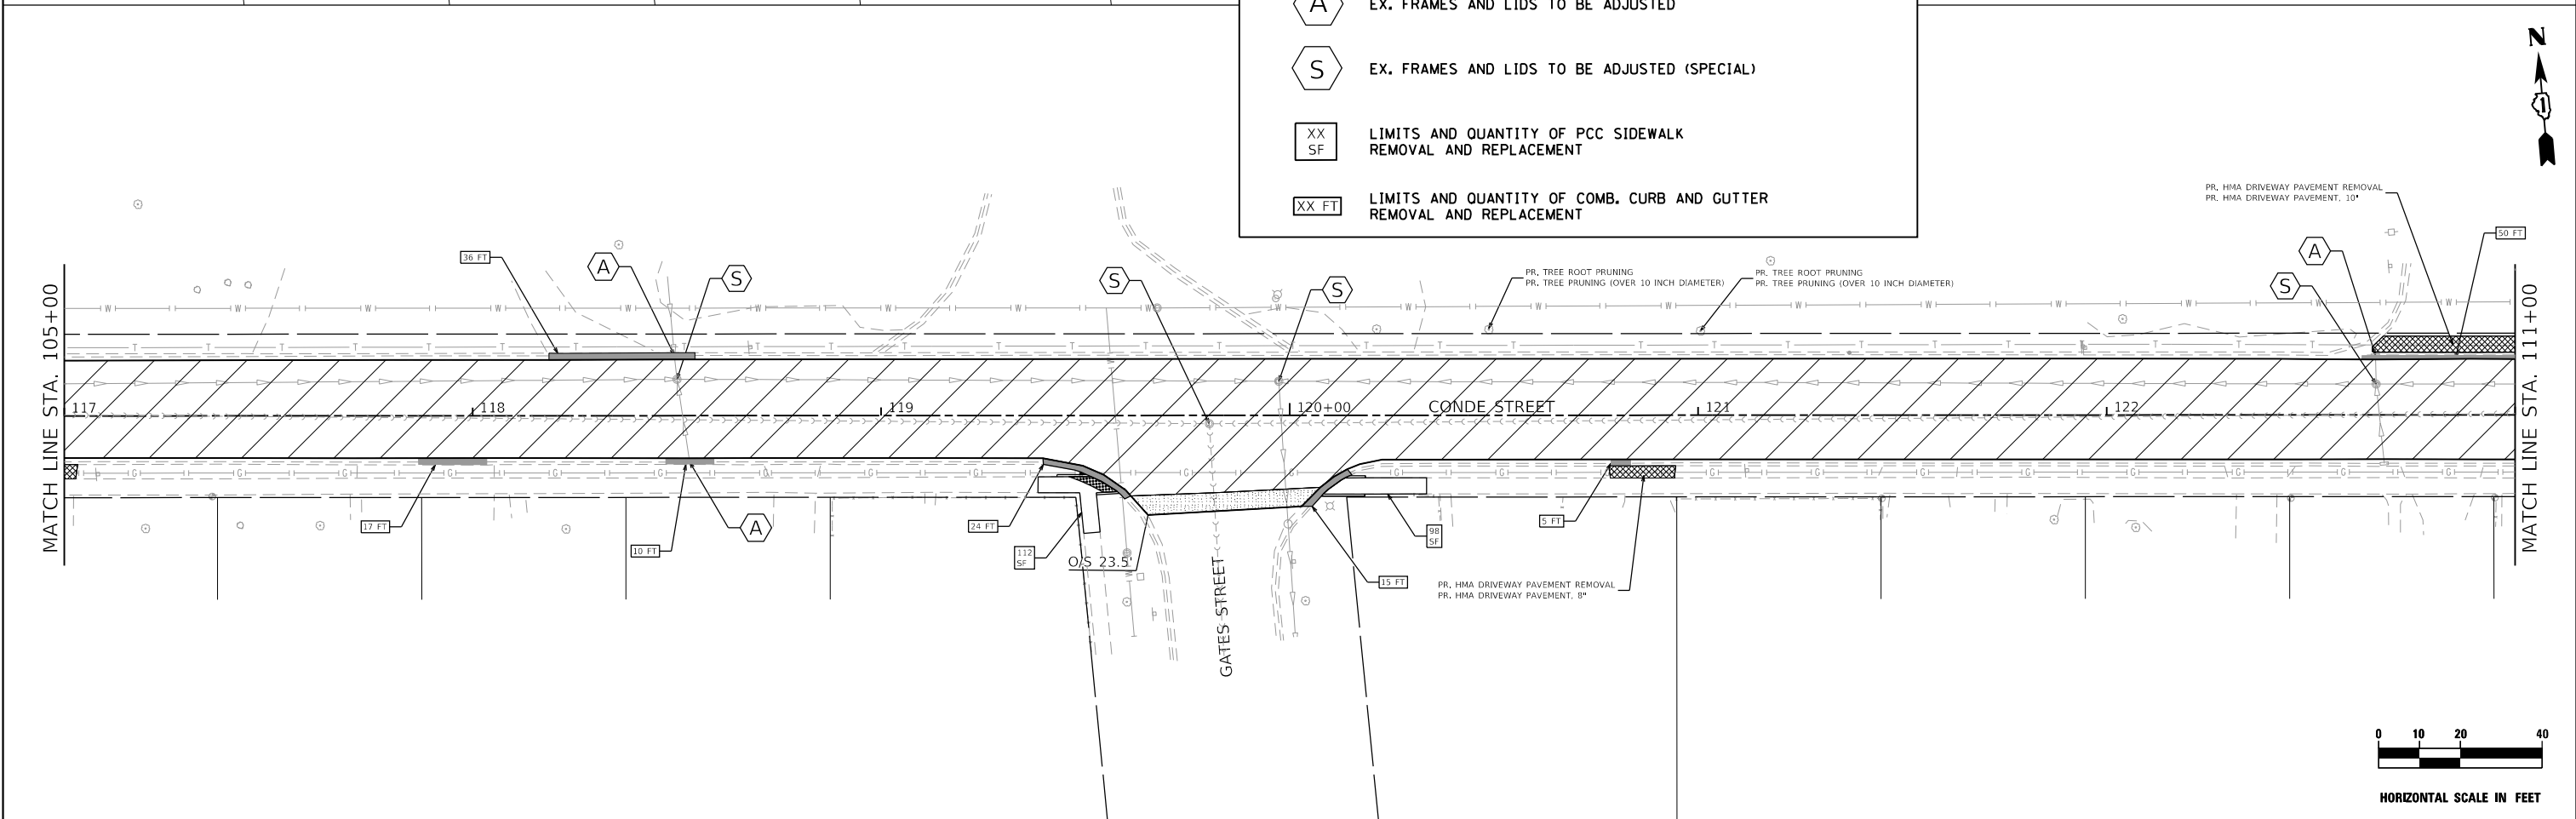 A EX. FRAMES AND LIDS TO BE ADJUSTED
S EX. FRAMES AND LIDS TO BE ADJUSTED (SPECIAL)
XX
SF
LIMITS AND QUANTITY OF PCC SIDEWALK
REMOVAL AND REPLACEMENT
XX FT
LIMITS AND QUANTITY OF COMB. CURB AND GUTTER
REMOVAL AND REPLACEMENT
N
1
PR. HMA DRIVEWAY PAVEMENT REMOVAL
PR. HMA DRIVEWAY PAVEMENT, 10"
50 FT
36 FT
A
S
S
S
PR. TREE ROOT PRUNING
PR. TREE PRUNING (OVER 10 INCH DIAMETER)
PR. TREE ROOT PRUNING
PR. TREE PRUNING (OVER 10 INCH DIAMETER)
A
S
MATCH LINE STA. 105+00
MATCH LINE STA. 111+00
117
118
119
120+00
CONDE STREET
121
122
17 FT
10 FT
A
24 FT
112
SF
O/S 23.5'
GATES STREET
15 FT
98
SF
5 FT
PR. HMA DRIVEWAY PAVEMENT REMOVAL
PR. HMA DRIVEWAY PAVEMENT, 8"
0 10 20 40
HORIZONTAL SCALE IN FEET